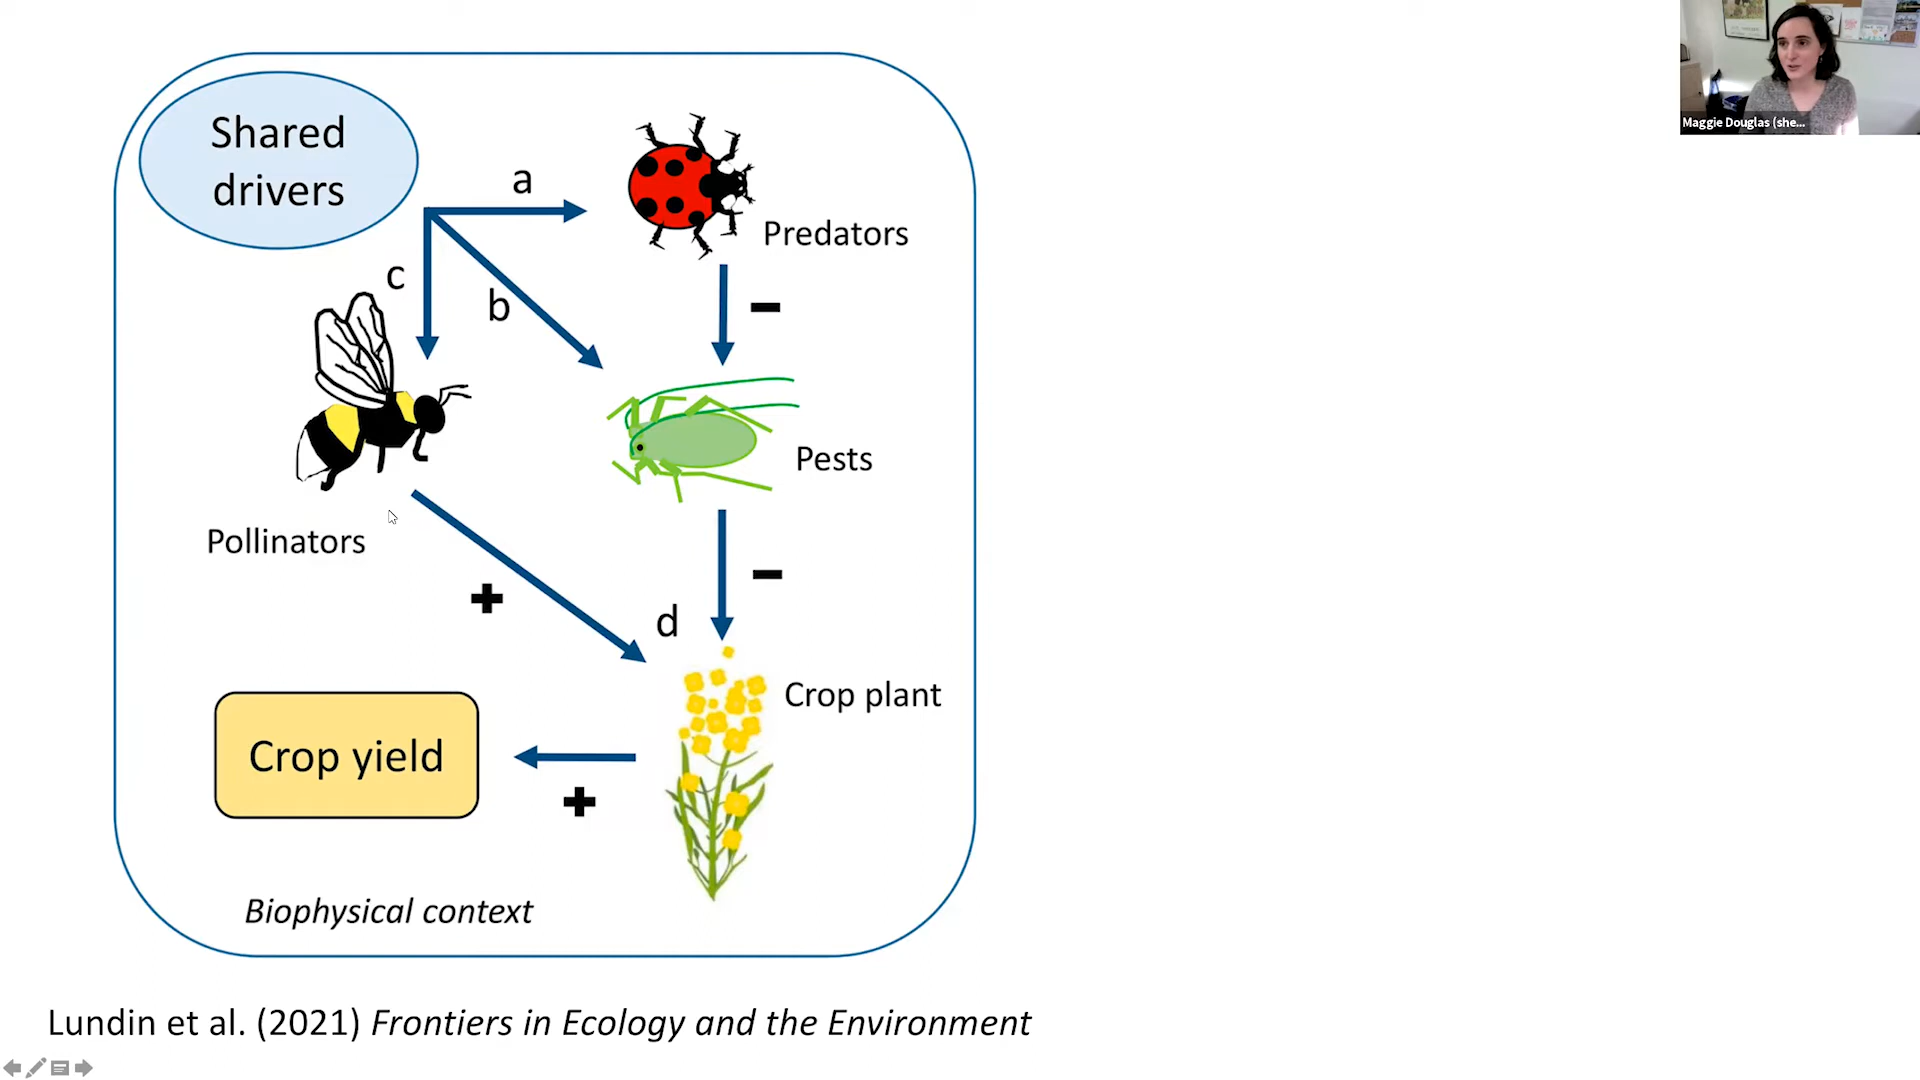 Shared
drivers
a
Predators
c
b
−
Pests
Pollinators
+
−
d
Crop plant
Crop yield
+
Biophysical context
Lundin et al. (2021) Frontiers in Ecology and the Environment
Maggie Douglas (she...